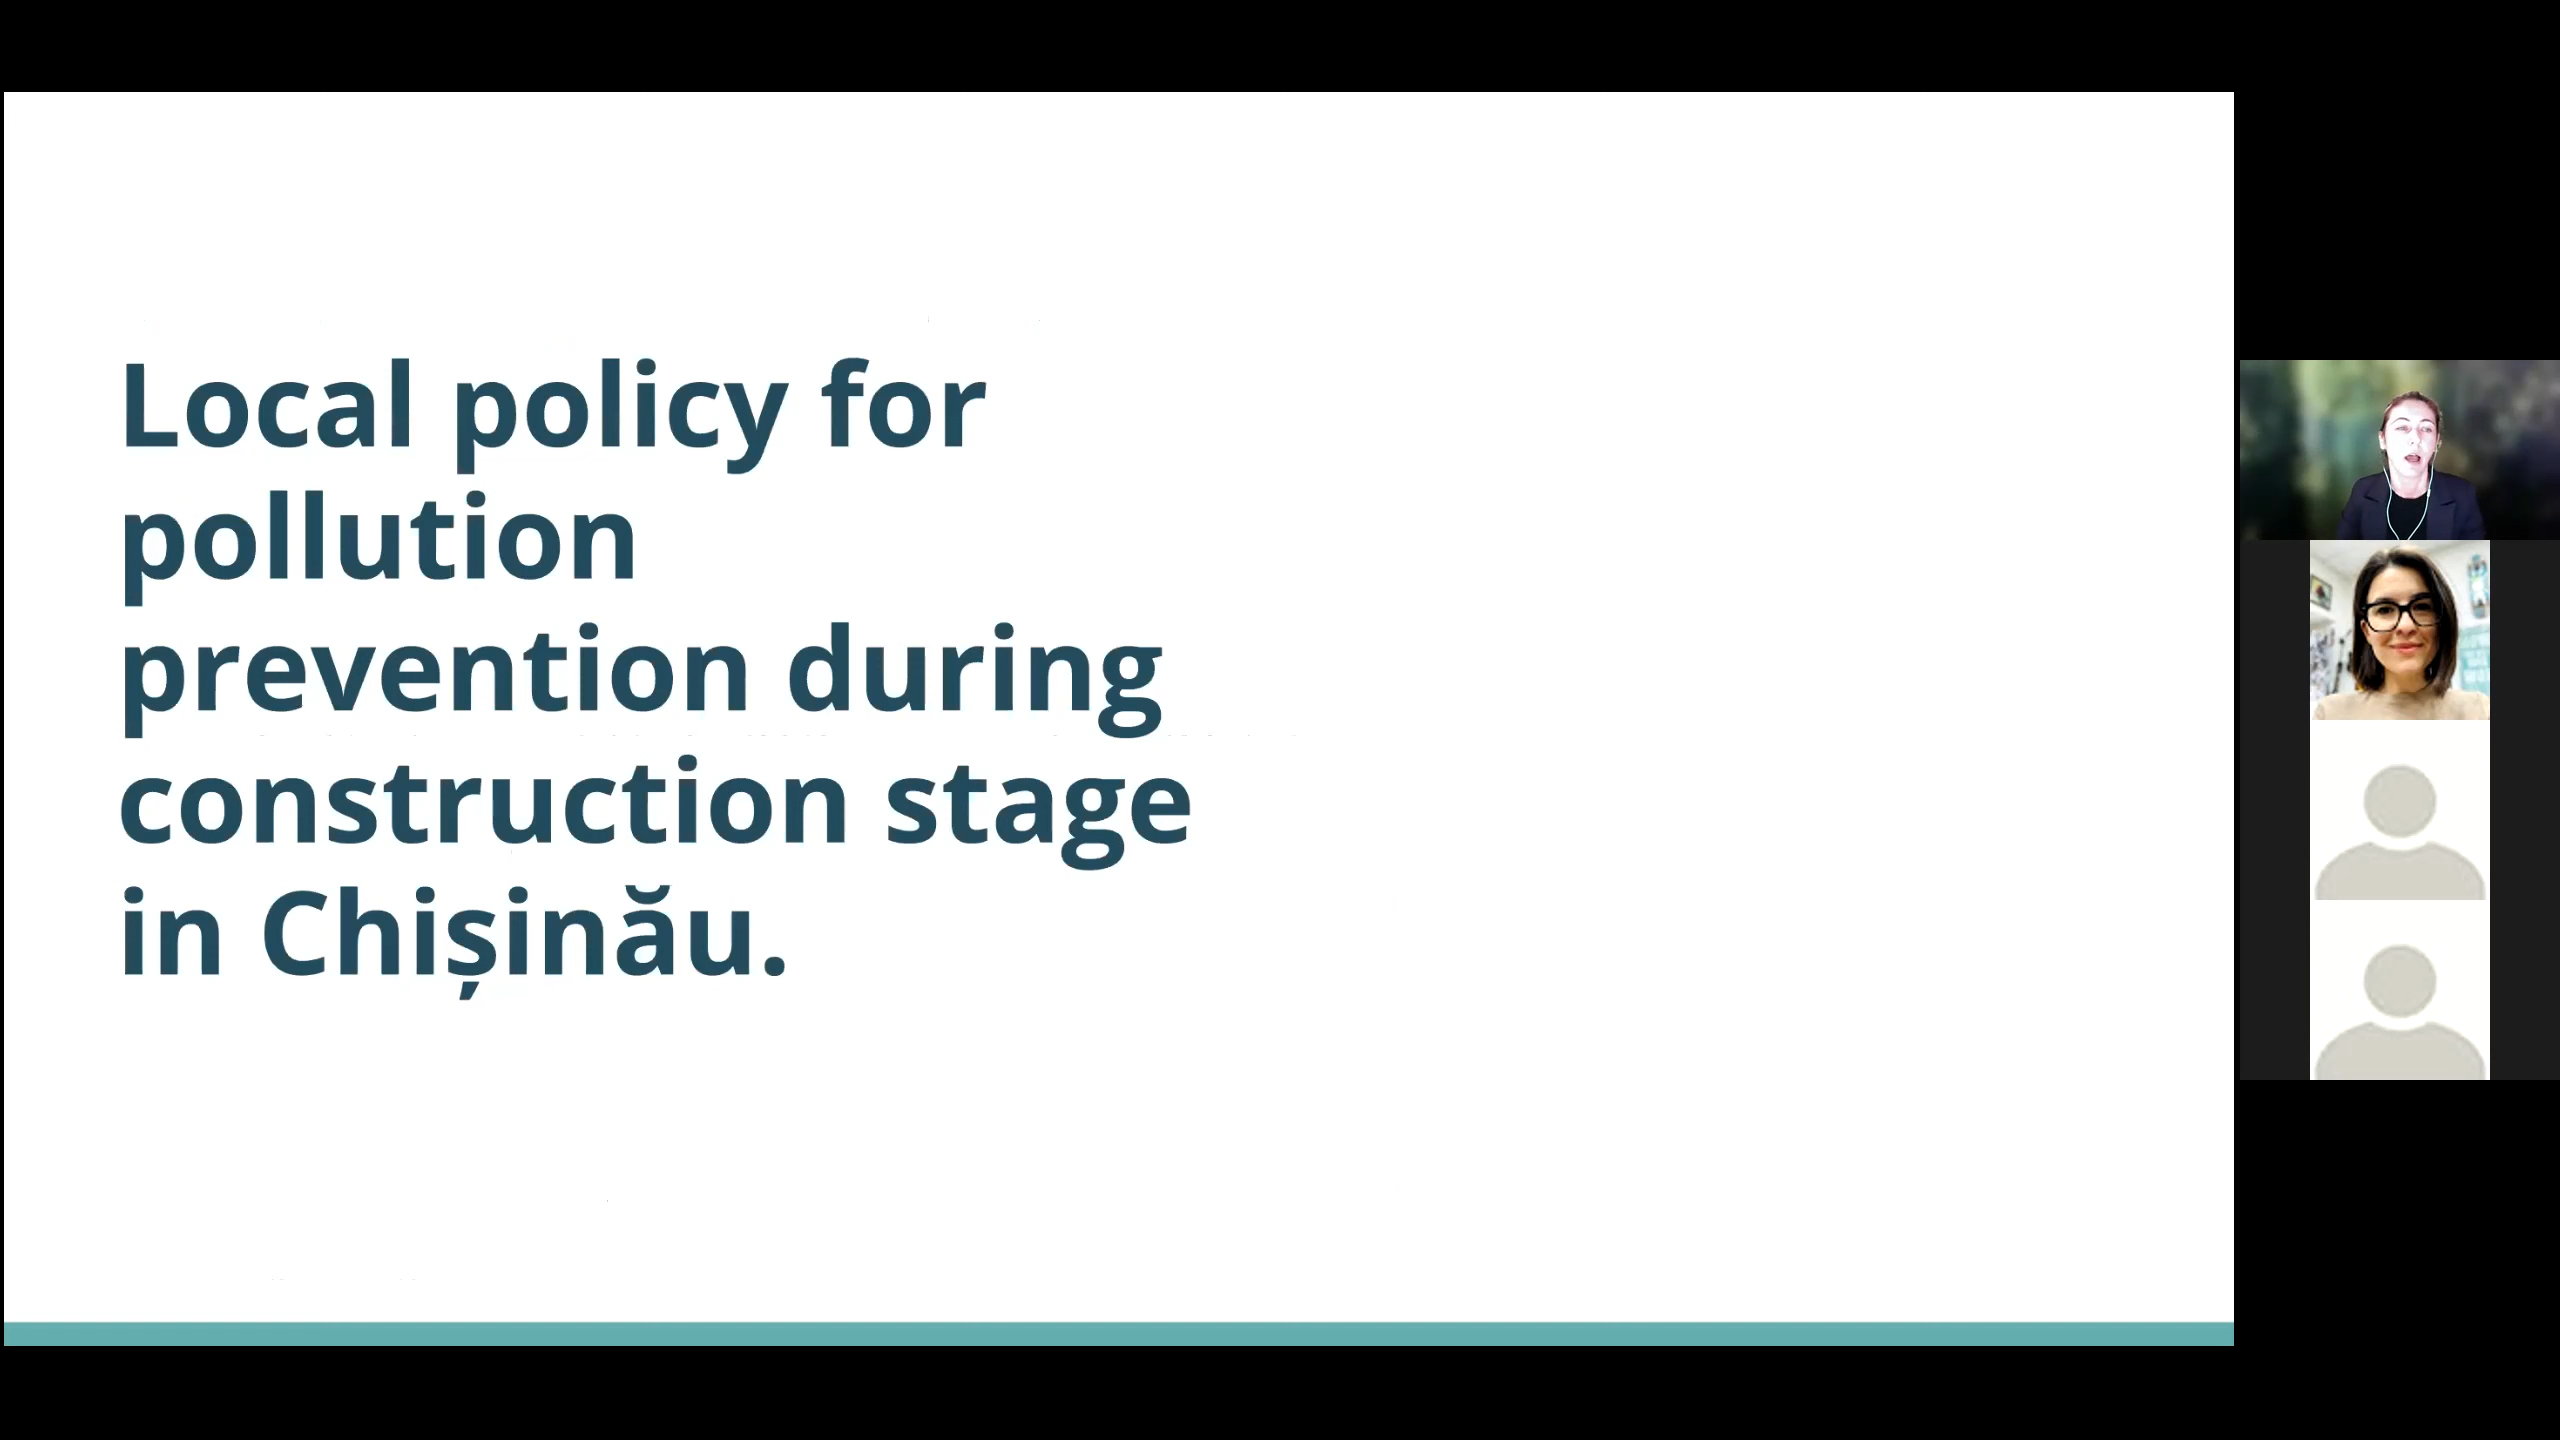 Local policy for
pollution
prevention during
construction stage
in Chișinău.